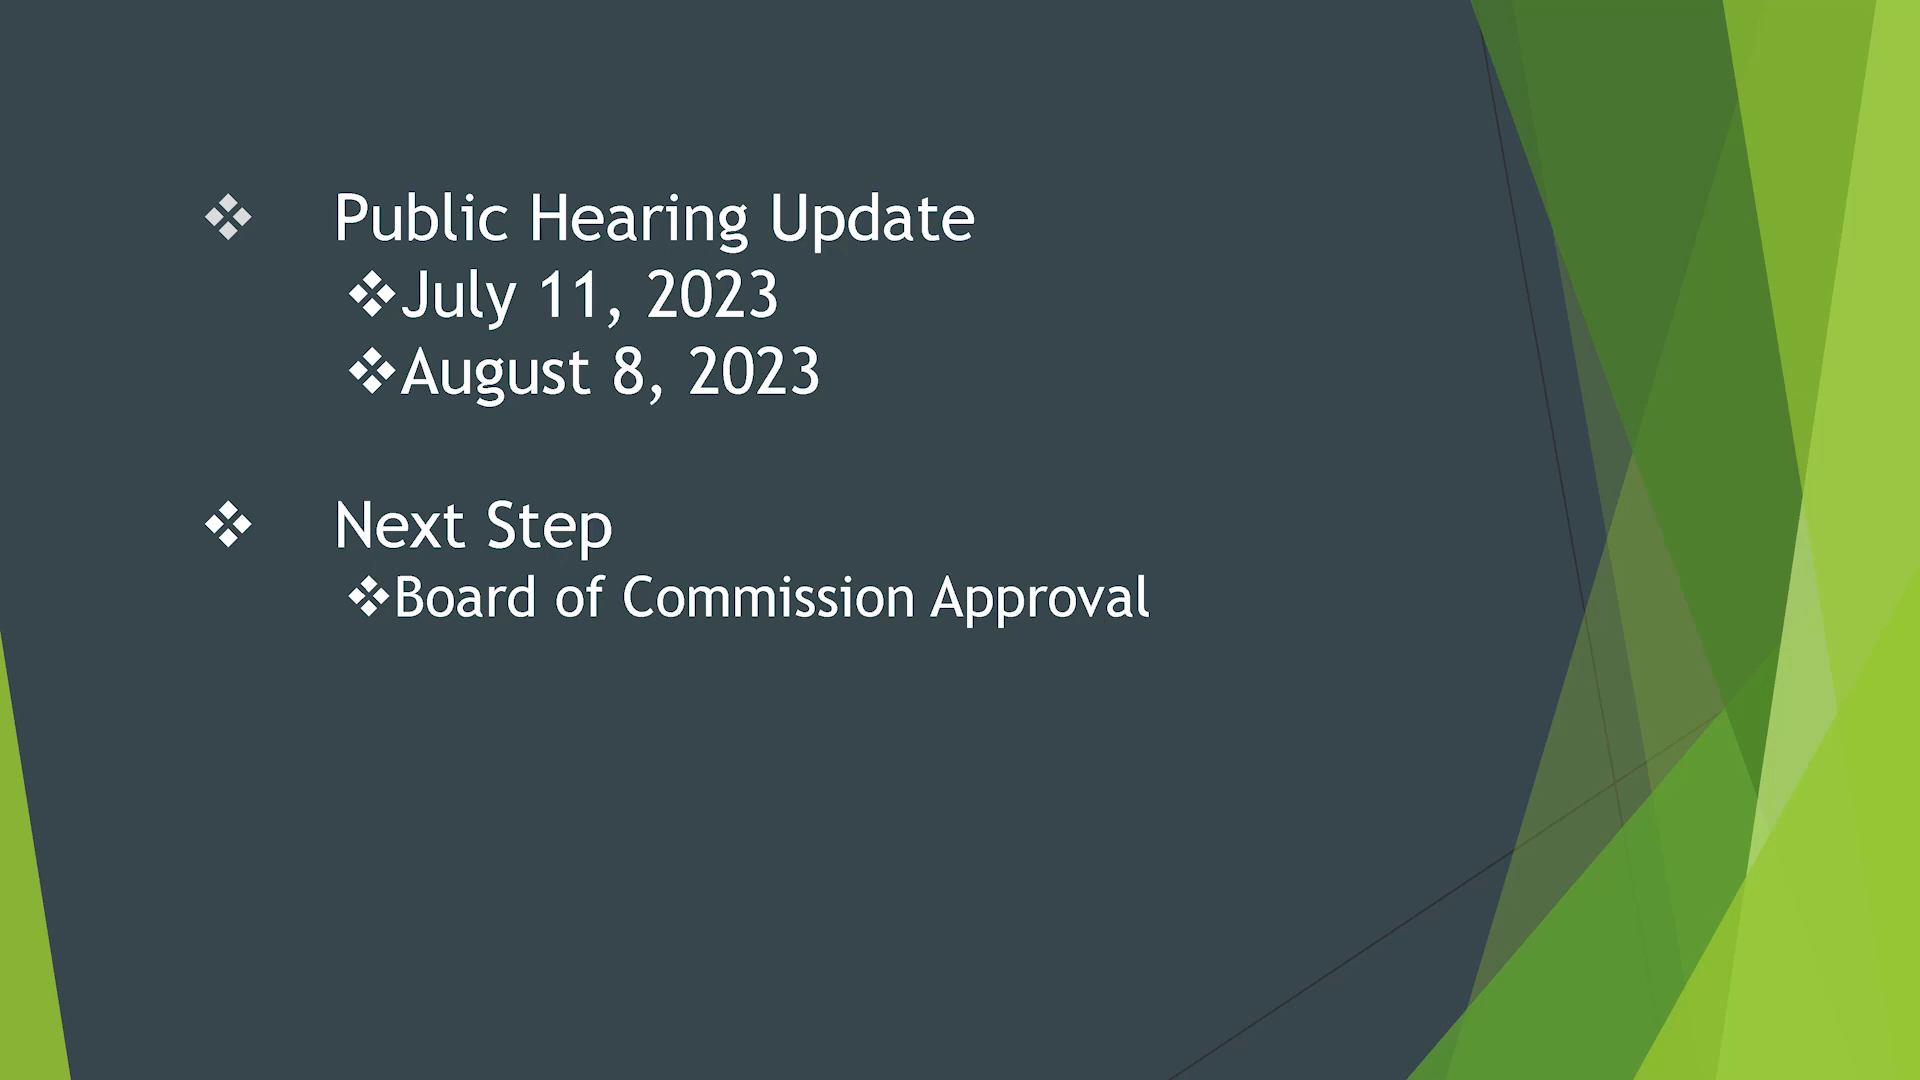 ❖ Public Hearing Update
❖July 11, 2023
❖August 8, 2023
❖ Next Step
❖Board of Commission Approval